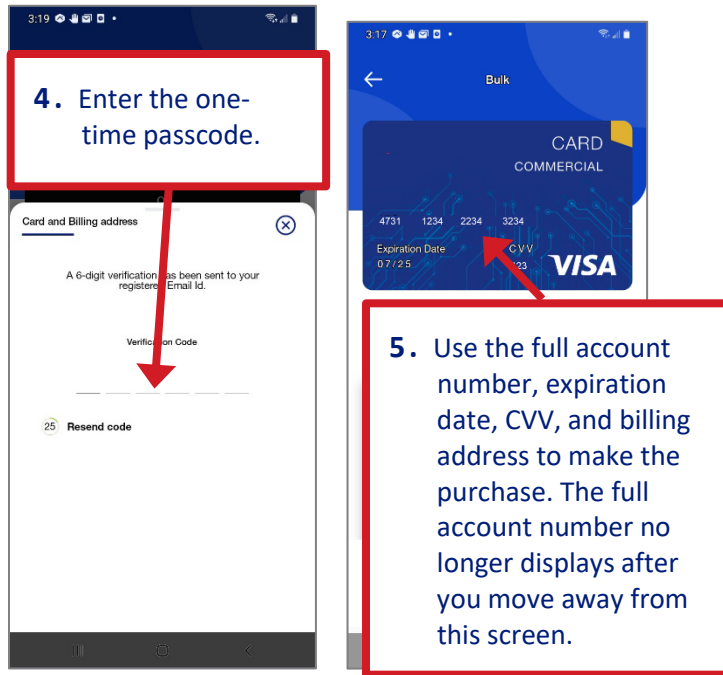 3:19
4. Enter the one-
time passcode.
Card and Billing address
A 6-digit verification has been sent to your
registered Email Id.
Verification Code
25 Resend code
3:17
Bulk
CARD
COMMERCIAL
4731 1234 2234 3234
Expiration Date CVV
07/25 23
VISA
5. Use the full account
number, expiration
date, CVV, and billing
address to make the
purchase. The full
account number no
longer displays after
you move away from
this screen.